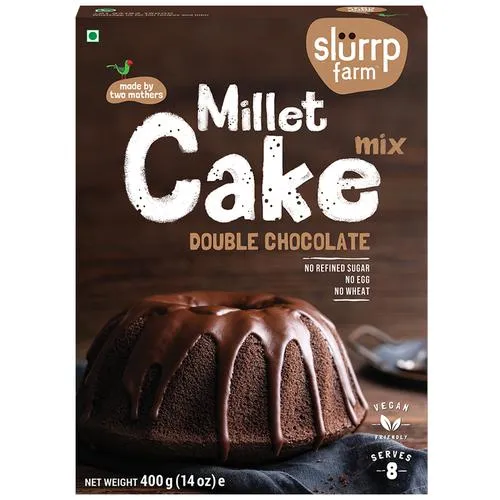 slürrp
farm
made by
two mothers
Millet
Cake
mix
DOUBLE CHOCOLATE
NO REFINED SUGAR
NO EGG
NO WHEAT
VEGAN
FRIENDLY
SERVES
8
NET WEIGHT 400 g (14 oz) e